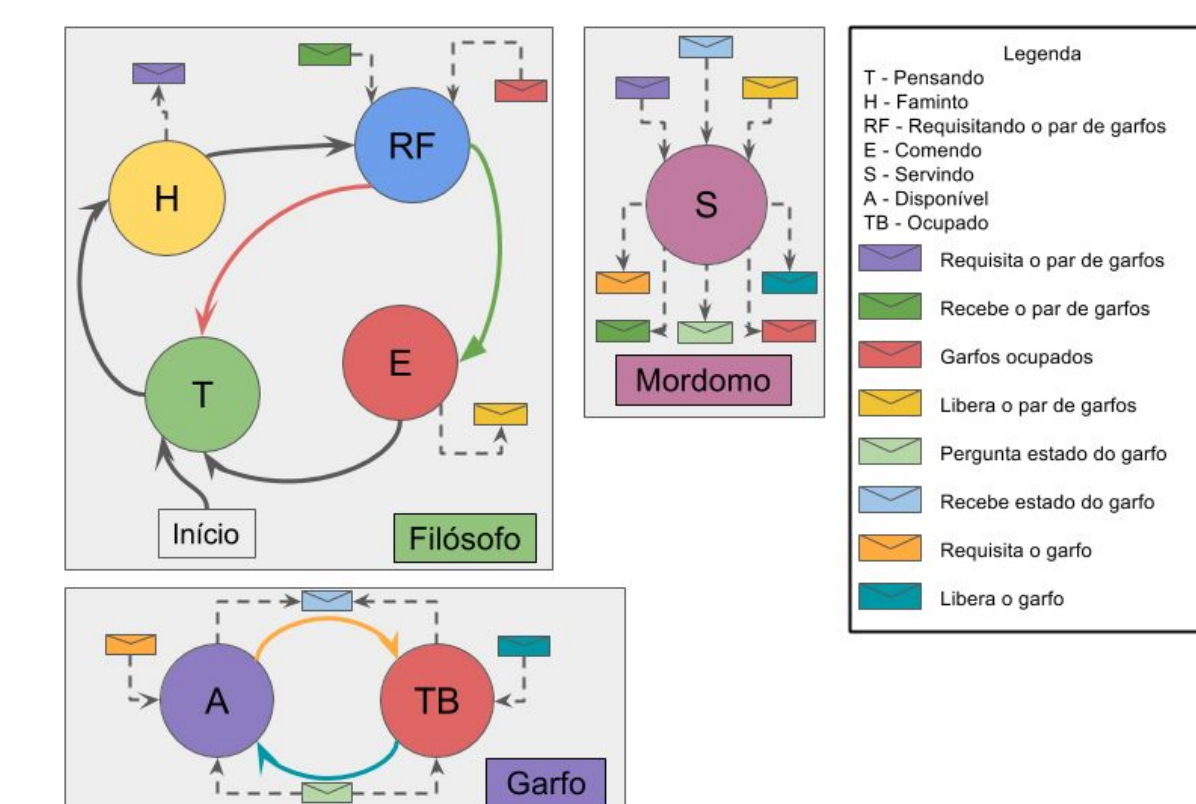 H
RF
T
E
Início
Filósofo
S
Mordomo
A
TB
Garfo
Legenda
T - Pensando
H - Faminto
RF - Requisitando o par de garfos
E - Comendo
S - Servindo
A - Disponível
TB - Ocupado
Requisita o par de garfos
Recebe o par de garfos
Garfos ocupados
Libera o par de garfos
Pergunta estado do garfo
Recebe estado do garfo
Requisita o garfo
Libera o garfo